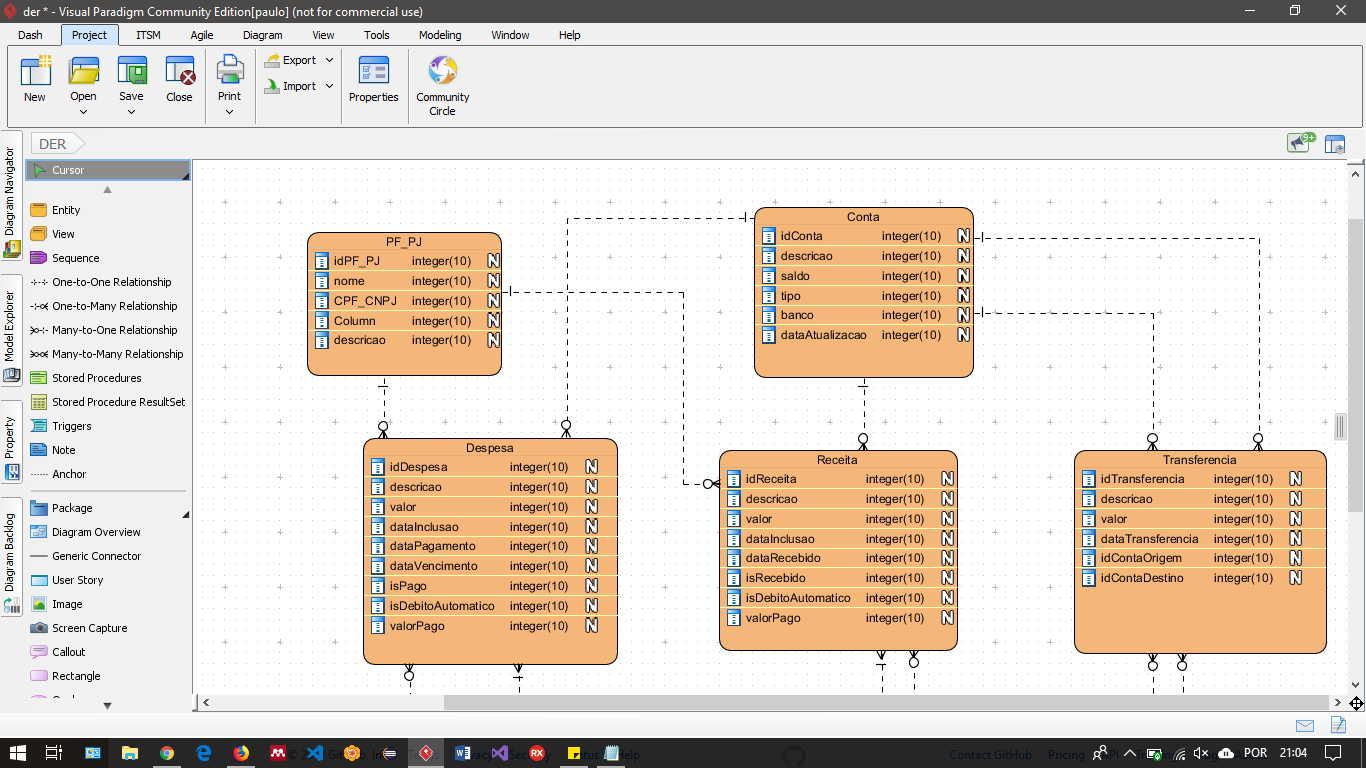 der * - Visual Paradigm Community Edition[paulo] (not for commercial use)
Dash Project ITSM Agile Diagram View Tools Modeling Window Help
New Open Save Close Print Export Import Properties Community Circle
DER
9+
Diagram Navigator
Model Explorer
Property
Diagram Backlog
Cursor
Entity
View
Sequence
One-to-One Relationship
One-to-Many Relationship
Many-to-One Relationship
Many-to-Many Relationship
Stored Procedures
Stored Procedure ResultSet
Triggers
Note
Anchor
Package
Diagram Overview
Generic Connector
User Story
Image
Screen Capture
Callout
Rectangle
PF_PJ
idPF_PJ integer(10) N
nome integer(10) N
CPF_CNPJ integer(10) N
Column integer(10) N
descricao integer(10) N
Conta
idConta integer(10) N
descricao integer(10) N
saldo integer(10) N
tipo integer(10) N
banco integer(10) N
dataAtualizacao integer(10) N
Despesa
idDespesa integer(10) N
descricao integer(10) N
valor integer(10) N
dataInclusao integer(10) N
dataPagamento integer(10) N
dataVencimento integer(10) N
isPago integer(10) N
isDebitoAutomatico integer(10) N
valorPago integer(10) N
Receita
idReceita integer(10) N
descricao integer(10) N
valor integer(10) N
dataInclusao integer(10) N
dataRecebido integer(10) N
isRecebido integer(10) N
isDebitoAutomatico integer(10) N
valorPago integer(10) N
Transferencia
idTransferencia integer(10) N
descricao integer(10) N
valor integer(10) N
dataTransferencia integer(10) N
idContaOrigem integer(10) N
idContaDestino integer(10) N
Contact GitHub Pricing
RX
POR 21:04